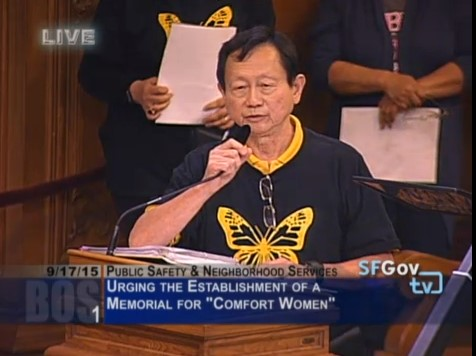 LIVE
9/17/15 PUBLIC SAFETY & NEIGHBORHOOD SERVICES
SFGov
tv
BOS
1
URGING THE ESTABLISHMENT OF A
MEMORIAL FOR "COMFORT WOMEN"